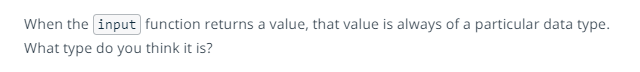 When the input function returns a value, that value is always of a particular data type.
What type do you think it is?